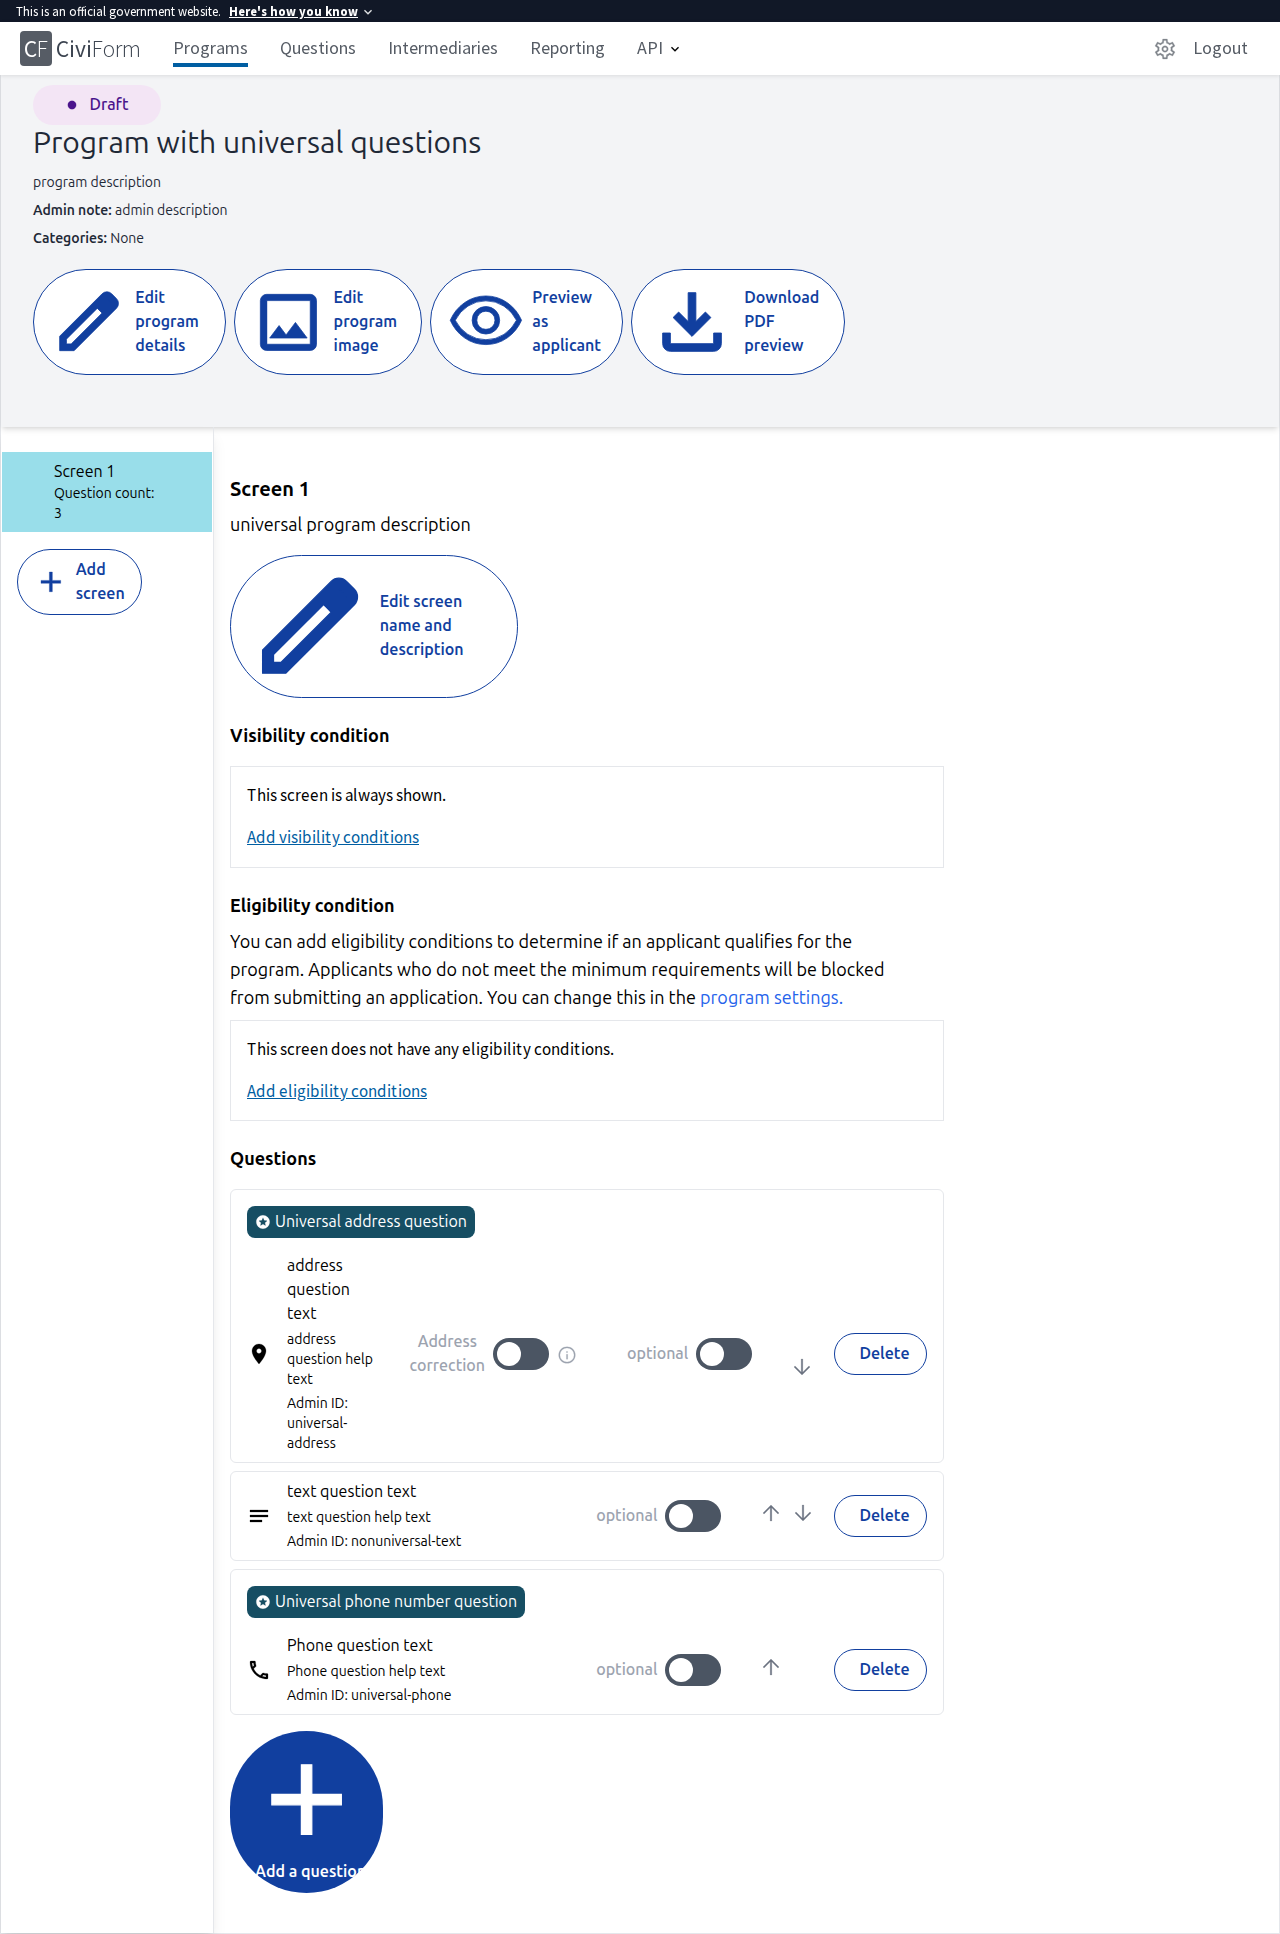 This is an official government website. Here's how you know
CF CiviForm Programs Questions Intermediaries Reporting API Logout
Draft
Program with universal questions
program description
Admin note: admin description
Categories: None
Edit program details
Edit program image
Preview as applicant
Download PDF preview
Screen 1
Question count:
3
Add screen
Screen 1
universal program description
Edit screen name and description
Visibility condition
This screen is always shown.
Add visibility conditions
Eligibility condition
You can add eligibility conditions to determine if an applicant qualifies for the
program. Applicants who do not meet the minimum requirements will be blocked
from submitting an application. You can change this in the program settings.
This screen does not have any eligibility conditions.
Add eligibility conditions
Questions
Universal address question
address
question
text
address
question help
text
Admin ID:
universal-
address
Address
correction
optional
Delete
text question text
text question help text
Admin ID: nonuniversal-text
optional
Delete
Universal phone number question
Phone question text
Phone question help text
Admin ID: universal-phone
optional
Delete
Add a question